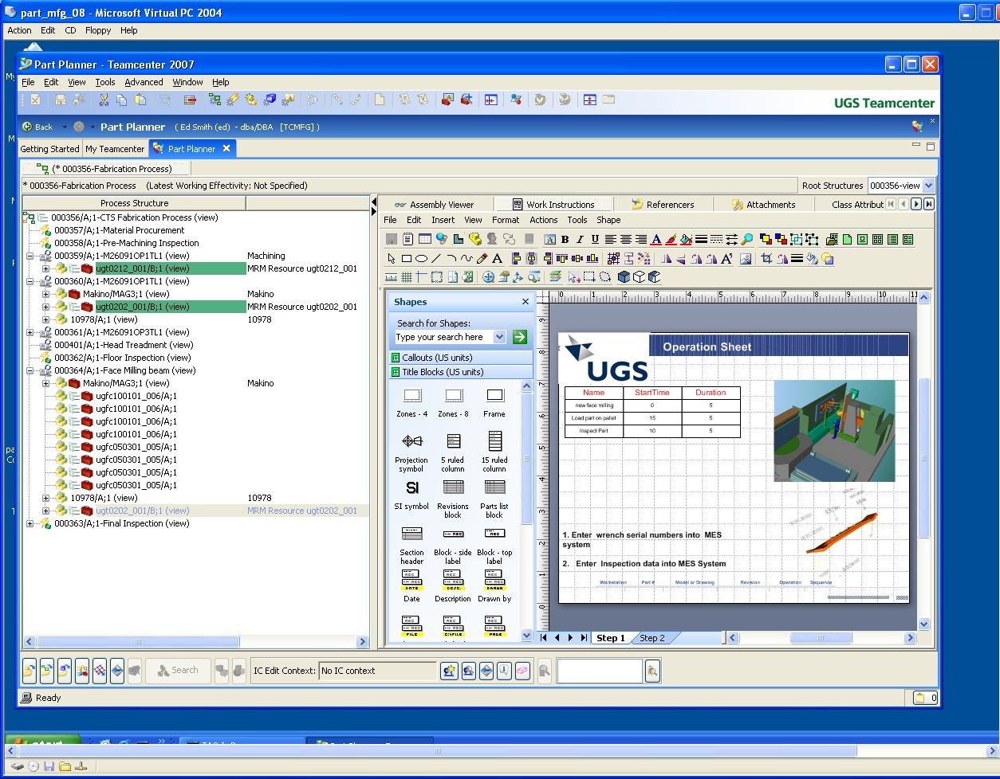 part_mfg_08 - Microsoft Virtual PC 2004
Action Edit CD Floppy Help
Part Planner - Teamcenter 2007
File Edit View Tools Advanced Window Help
UGS Teamcenter
Back Part Planner ( Ed Smith (ed) - dba/DBA [TCMFG] )
Getting Started My Teamcenter Part Planner
(* 000356-Fabrication Process)
* 000356-Fabrication Process (Latest Working Effectivity: Not Specified) Root Structures 000356-view
Process Structure
000356/A;1-CTS Fabrication Process (view)
000357/A;1-Material Procurement
000358/A;1-Pre-Machining Inspection
000359/A;1-M26091OP1TL1 (view) Machining
ugt0212_001/B;1 (view) MRM Resource ugt0212_001
000360/A;1-M26091OP1TL1 (view)
Makino/MAG3;1 (view) Makino
ugt0202_001/B;1 (view) MRM Resource ugt0202_001
10978/A;1 (view) 10978
000361/A;1-M26091OP3TL1 (view)
000401/A;1-Head Treadment (view)
000362/A;1-Floor Inspection (view)
000364/A;1-Face Milling beam (view)
Makino/MAG3;1 (view) Makino
ugfc100101_006/A;1
ugfc100101_006/A;1
ugfc100101_006/A;1
ugfc100101_006/A;1
ugfc050301_005/A;1
ugfc050301_005/A;1
ugfc050301_005/A;1
ugfc050301_005/A;1
10978/A;1 (view) 10978
ugt0202_001/B;1 (view) MRM Resource ugt0202_001
000363/A;1-Final Inspection (view)
Assembly Viewer Work Instructions Referencers Attachments Class Attribut
File Edit Insert View Format Actions Tools Shape
Shapes
Search for Shapes:
Type your search here
Callouts (US units)
Title Blocks (US units)
Zones - 4 Zones - 8 Frame
Projection symbol 5 ruled column 15 ruled column
SI
SI symbol Revisions block Parts list block
Section header Block - side label Block - top label
Date Description Drawn by
0 1 2 3 4 5 6 7 8 9 10 11
Operation Sheet
UGS
Name StartTime Duration
new face milling 0 5
Load part on pallet 15 5
Inspect Part 10 5
1. Enter wrench serial numbers into MES
system
2. Enter Inspection data into MES System
Workstation Part # Model or Drawing Revision Operation Sequence
Step 1 Step 2
Search IC Edit Context: No IC context
Ready 0